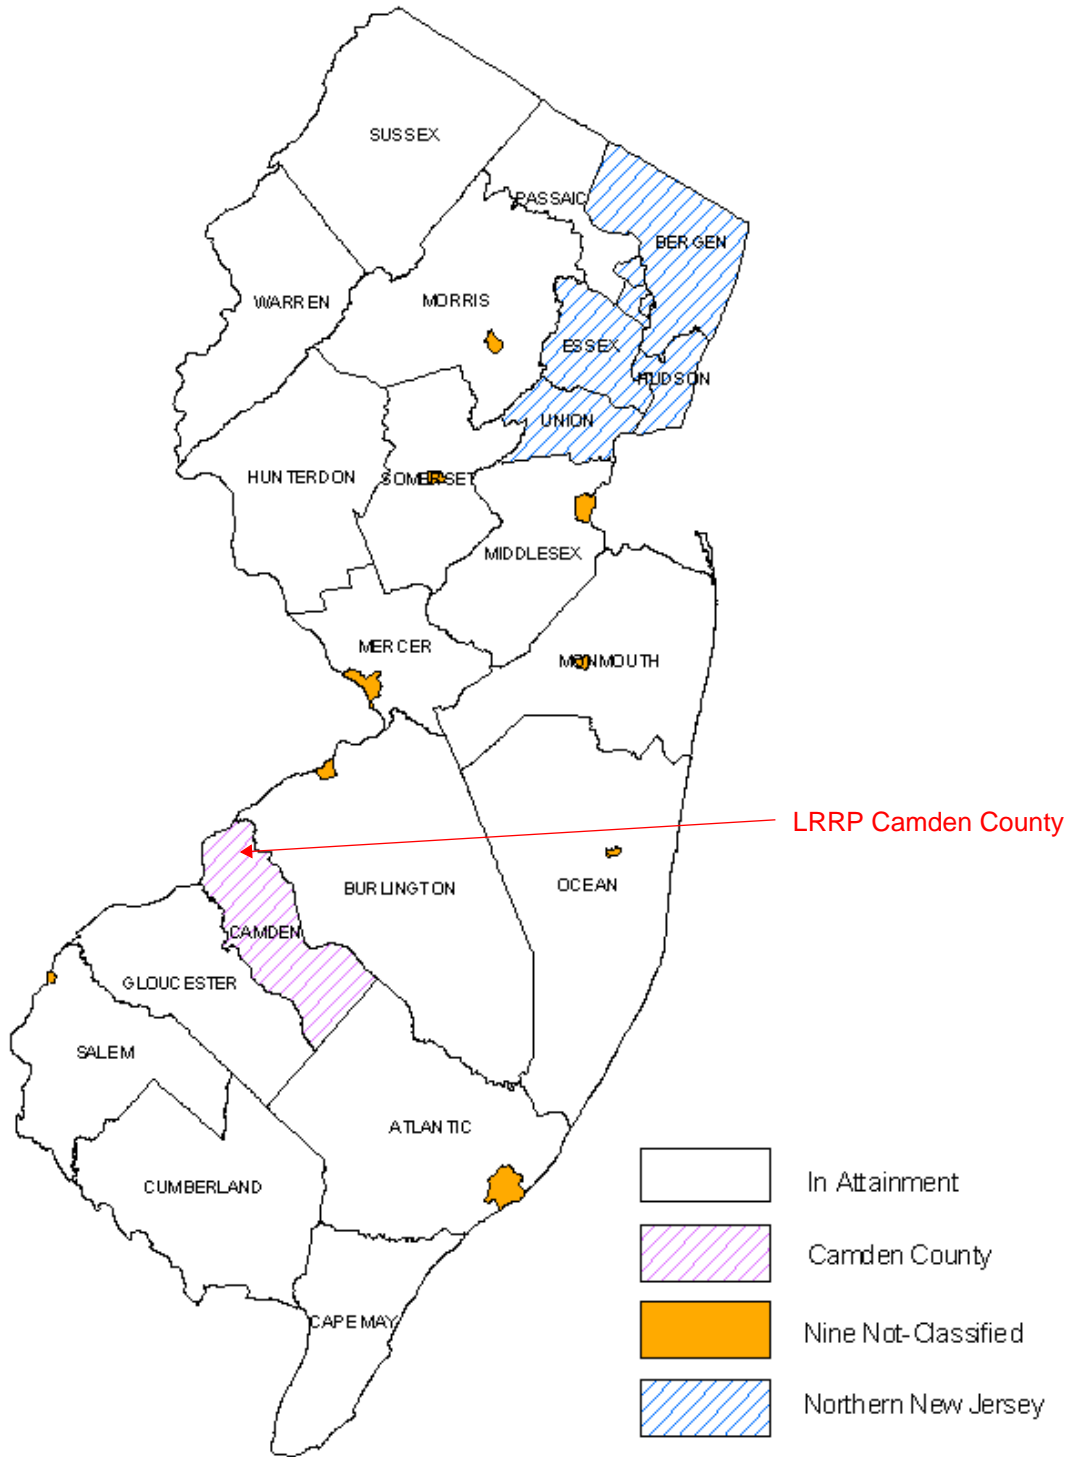 SUSSEX
PASSAIC
BERGEN
WARREN
MORRIS
ESSEX
HUDSON
UNION
HUNTERDON
SOMERSET
MIDDLESEX
MERCER
MONMOUTH
LRRP Camden County
BURLINGTON
OCEAN
CAMDEN
GLOUCESTER
SALEM
ATLANTIC
CUMBERLAND
CAPE MAY
In Attainment
Camden County
Nine Not-Classified
Northern New Jersey